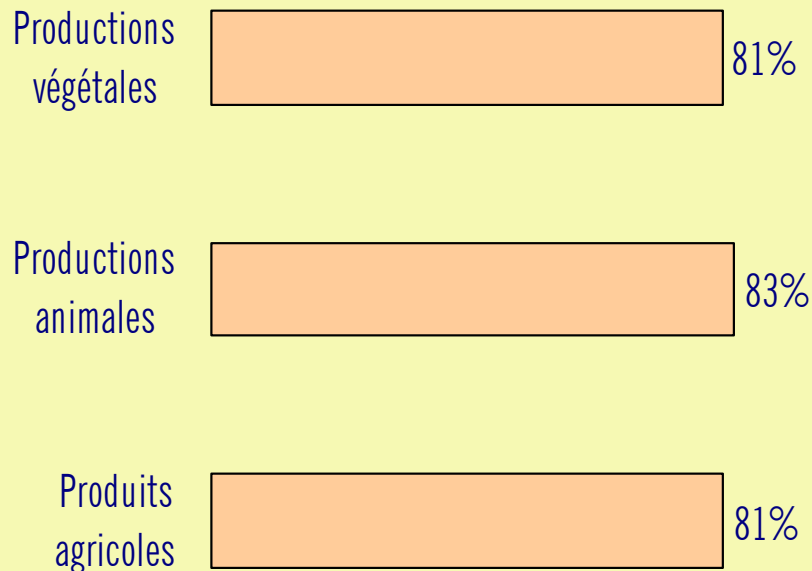 Productions
végétales
81%
Productions
animales
83%
Produits
agricoles
81%